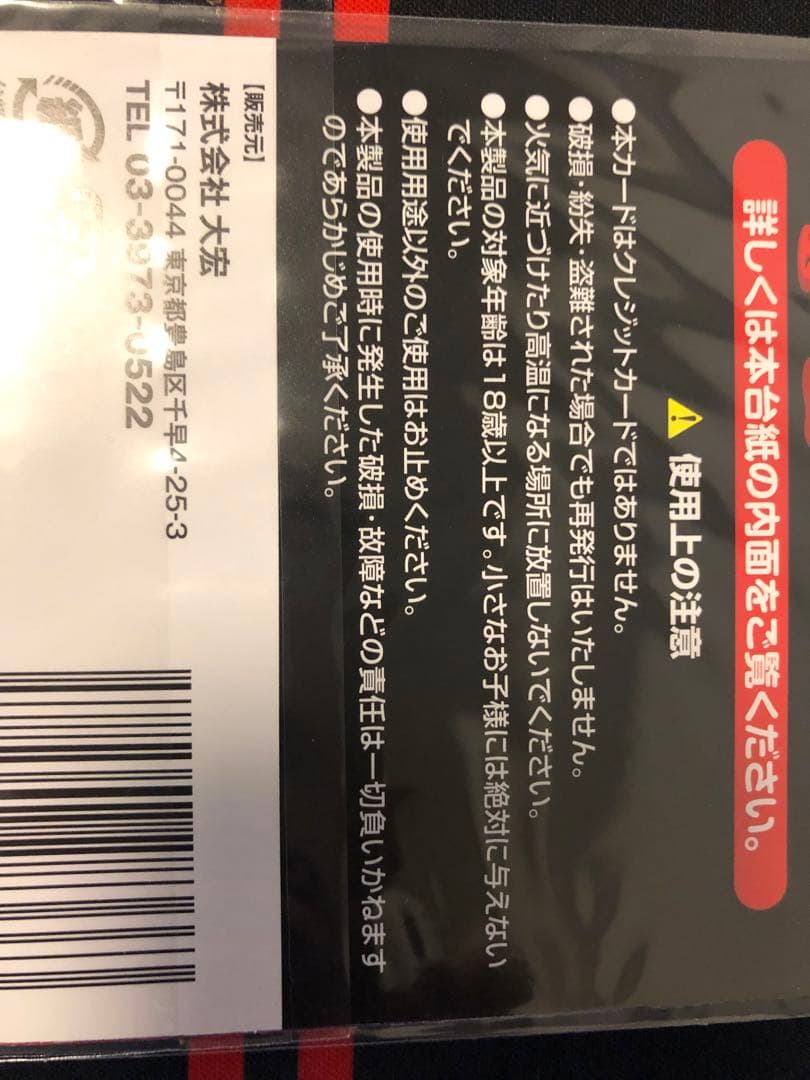 詳しくは本台紙の内面をご覧ください。
使用上の注意
●本カードはクレジットカードではありません。
●破損・紛失・盗難された場合でも再発行はいたしません。
●火気に近づけたり高温になる場所に放置しないでください。
●本製品の対象年齢は18歳以上です。小さなお子様には絶対に与えない
でください。
●使用用途以外のご使用はお止めください。
●本製品の使用時に発生した破損・故障などの責任は一切負いかねます
のであらかじめご了承ください。
【販売元】
株式会社 大宏
〒171-0044 東京都豊島区千早4-25-3
TEL 03-3973-0522
紙